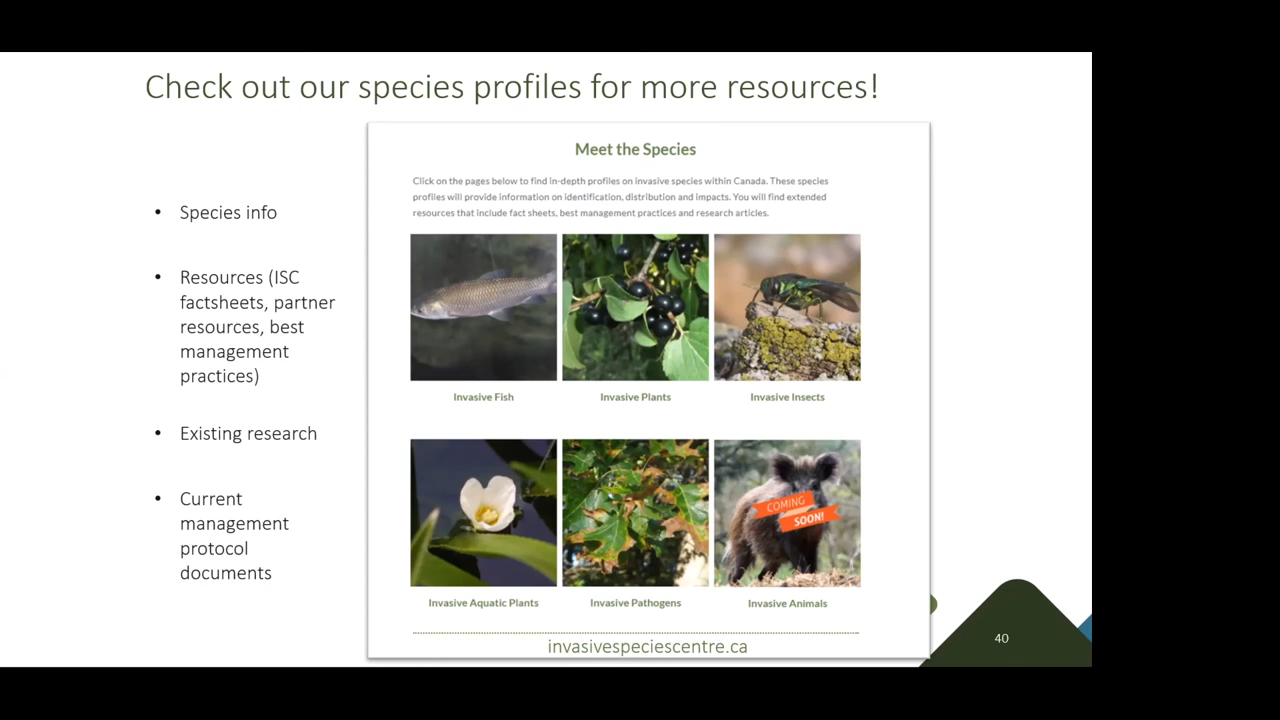 Check out our species profiles for more resources!
• Species info
• Resources (ISC
factsheets, partner
resources, best
management
practices)
• Existing research
• Current
management
protocol
documents
Meet the Species
Click on the pages below to find in-depth profiles on invasive species within Canada. These species
profiles will provide information on identification, distribution and impacts. You will find extended
resources that include fact sheets, best management practices and research articles.
Invasive Fish
Invasive Plants
Invasive Insects
COMING
SOON!
Invasive Aquatic Plants
Invasive Pathogens
Invasive Animals
invasivespeciescentre.ca
40